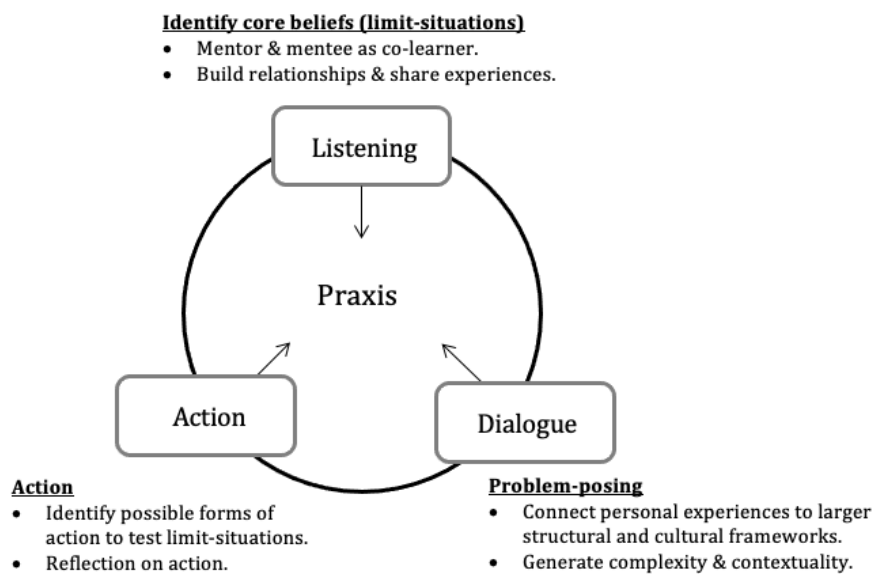 Identify core beliefs (limit-situations)
• Mentor & mentee as co-learner.
• Build relationships & share experiences.
Listening
Praxis
Action
Dialogue
Action
• Identify possible forms of
action to test limit-situations.
• Reflection on action.
Problem-posing
• Connect personal experiences to larger
structural and cultural frameworks.
• Generate complexity & contextuality.